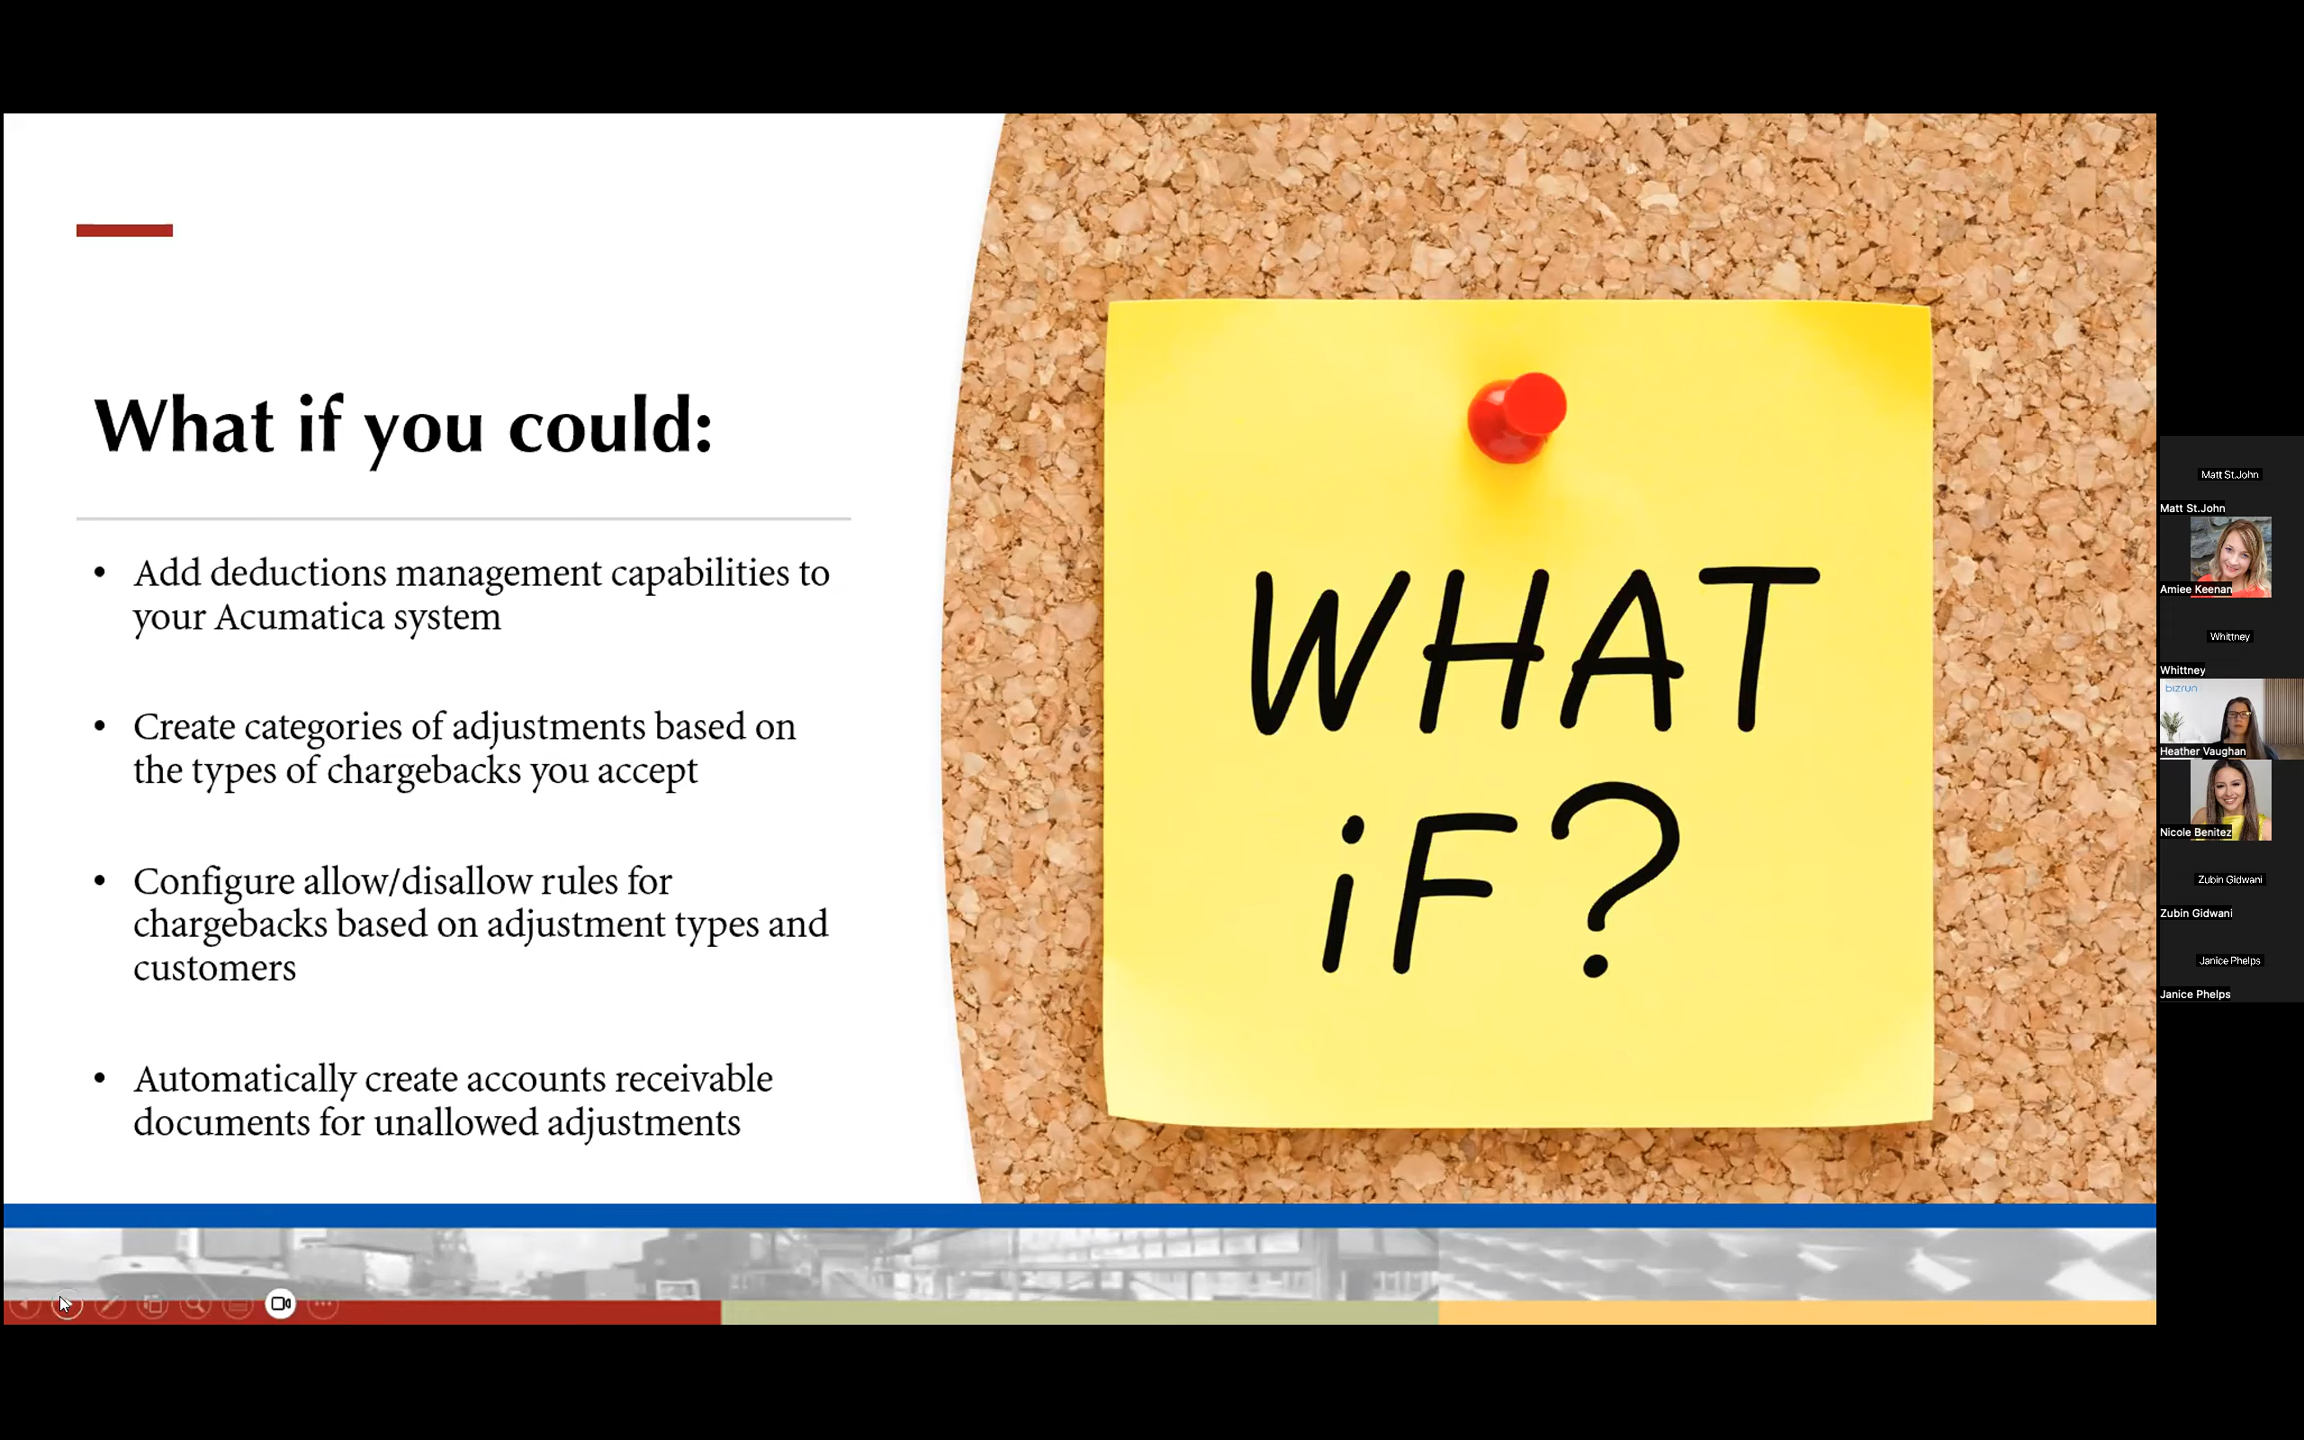 What if you could:
• Add deductions management capabilities to
your Acumatica system
• Create categories of adjustments based on
the types of chargebacks you accept
• Configure allow/disallow rules for
chargebacks based on adjustment types and
customers
• Automatically create accounts receivable
documents for unallowed adjustments
WHAT
iF?
Matt St.John
Matt St.John
Amiee Keenan
Whittney
Whittney
bizrun
Heather Vaughan
Nicole Benitez
Zubin Gidwani
Zubin Gidwani
Janice Phelps
Janice Phelps